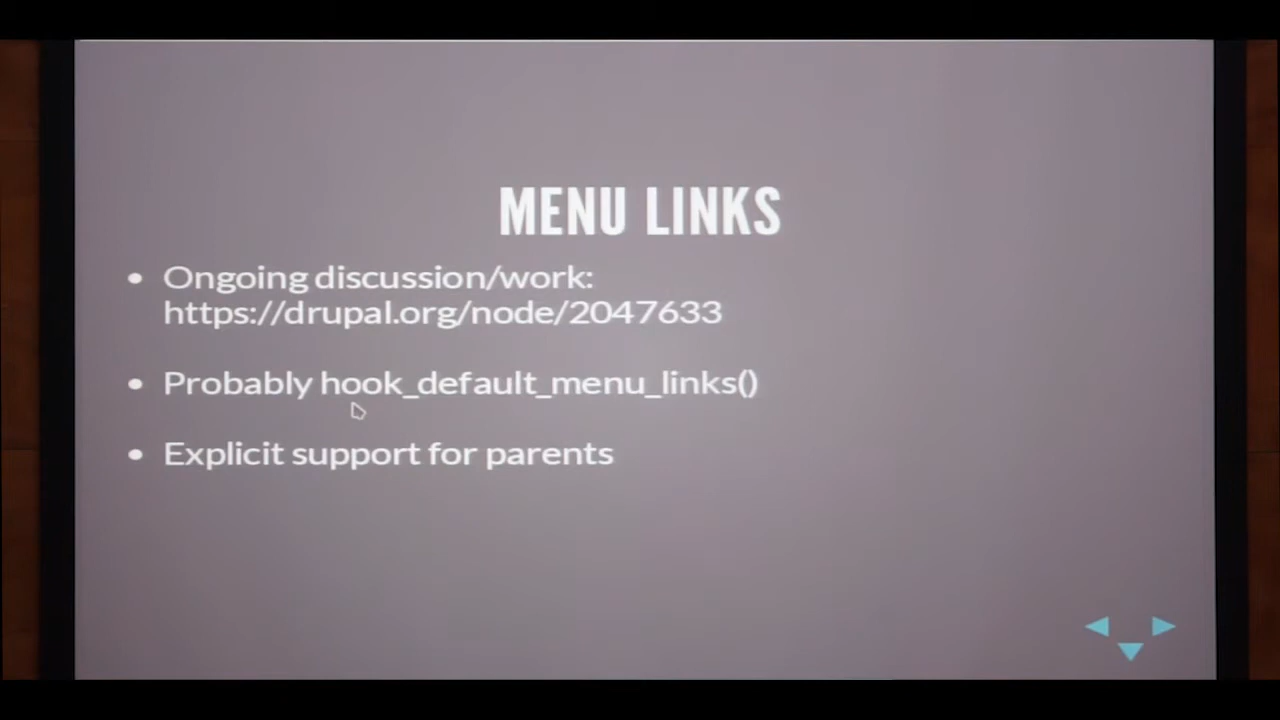 MENU LINKS
• Ongoing discussion/work:
https://drupal.org/node/2047633
• Probably hook_default_menu_links()
• Explicit support for parents